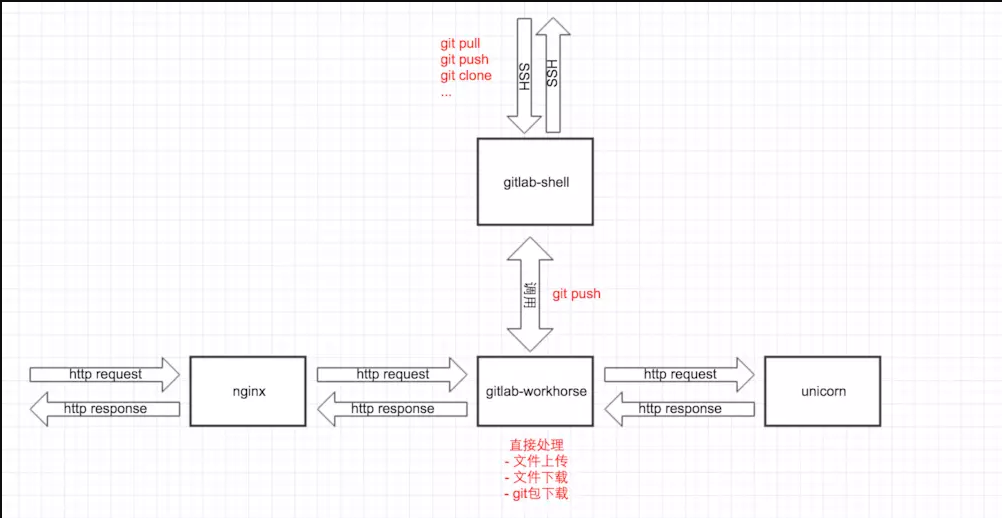 git pull
git push
git clone
...
SSH
SSH
gitlab-shell
调用
git push
http request
http response
nginx
http request
http response
gitlab-workhorse
http request
http response
unicorn
直接处理
- 文件上传
- 文件下载
- git包下载